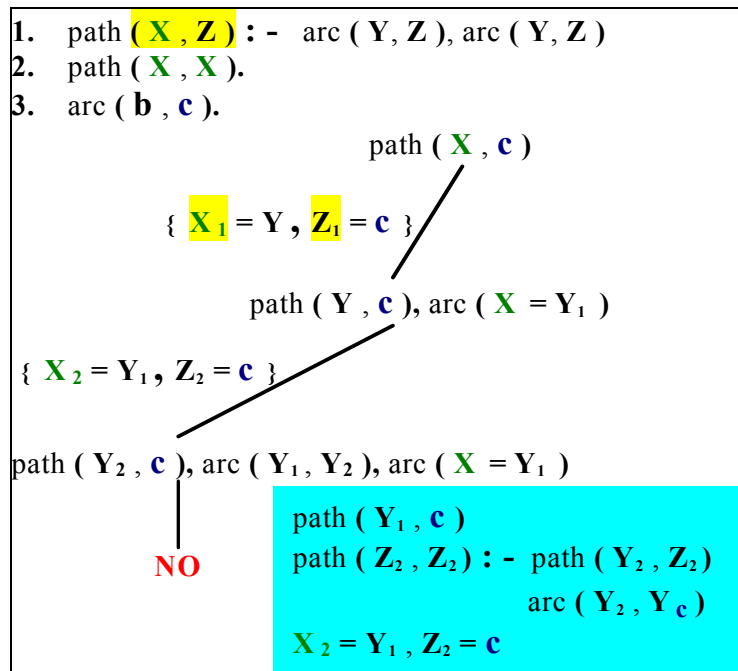 1. path ( X , Z ) : - arc ( Y, Z ), arc ( Y, Z )
2. path ( X , X ).
3. arc ( b , c ).
path ( X , c )
{ X₁ = Y , Z₁ = c }
path ( Y , c ), arc ( X = Y₁ )
{ X₂ = Y₁, Z₂ = c }
path ( Y₂ , c ), arc ( Y₁ , Y₂ ), arc ( X = Y₁ )
NO
path ( Y₁ , c )
path ( Z₂ , Z₂ ) : - path ( Y₂ , Z₂ )
arc ( Y₂ , Y c )
X₂ = Y₁ , Z₂ = c